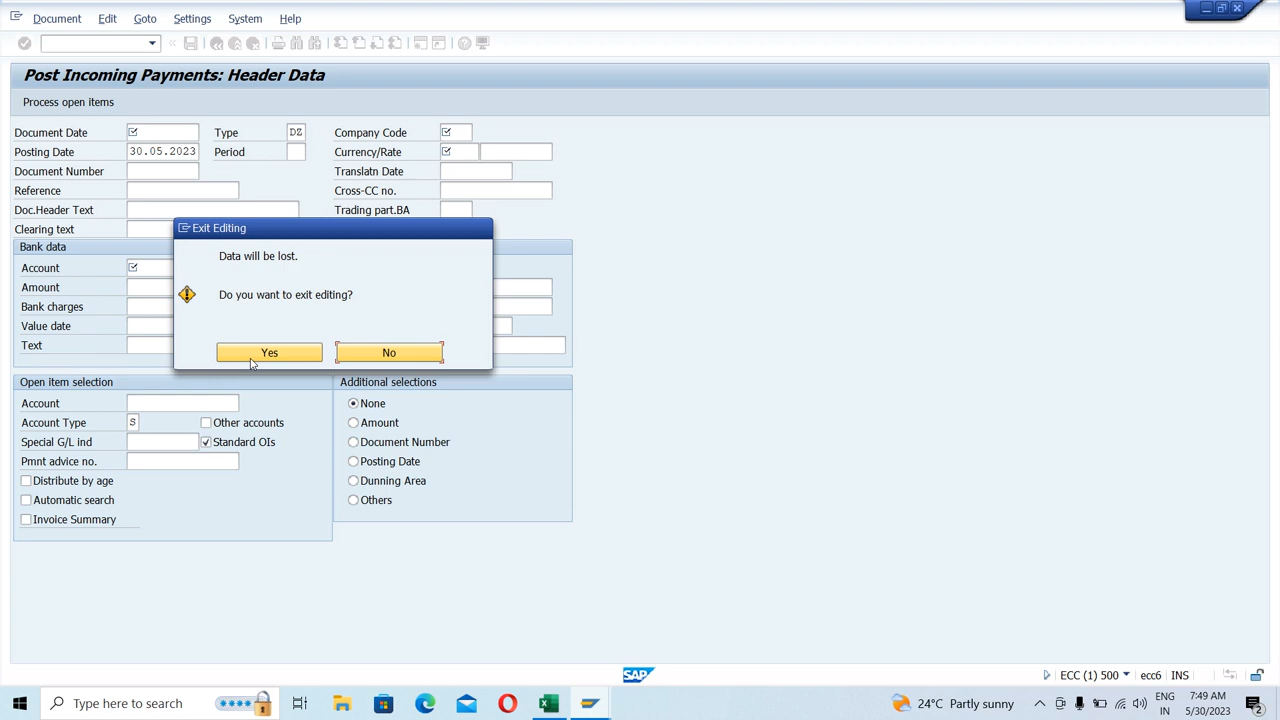 Document Edit Goto Settings System Help
Post Incoming Payments: Header Data
Process open items
Document Date Type DZ Company Code
Posting Date 30.05.2023 Period Currency/Rate
Document Number Translatn Date
Reference Cross-CC no.
Doc.Header Text Trading part.BA
Clearing text
Exit Editing
Data will be lost.
Do you want to exit editing?
Yes No
Bank data
Account
Amount
Bank charges
Value date
Text
Open item selection
Account
Account Type S Other accounts
Special G/L ind Standard OIs
Pmnt advice no.
Distribute by age
Automatic search
Invoice Summary
Additional selections
None
Amount
Document Number
Posting Date
Dunning Area
Others
SAP
ECC (1) 500 ecc6 INS
Type here to search
24°C Partly sunny
ENG
IN
7:49 AM
5/30/2023
2